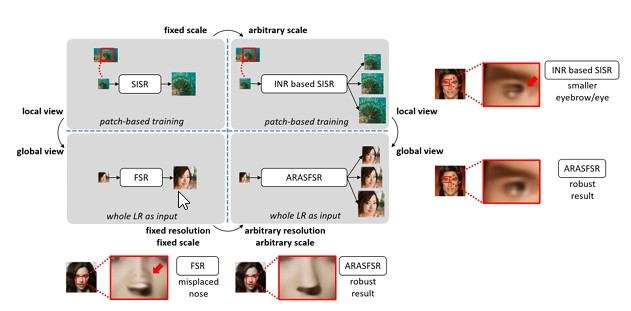 fixed scale
arbitrary scale
SISR
INR based SISR
patch-based training
patch-based training
local view
global view
local view
global view
FSR
ARASFSR
whole LR as input
whole LR as input
fixed resolution
fixed scale
arbitrary resolution
arbitrary scale
INR based SISR
smaller
eyebrow/eye
ARASFSR
robust
result
FSR
misplaced
nose
ARASFSR
robust
result